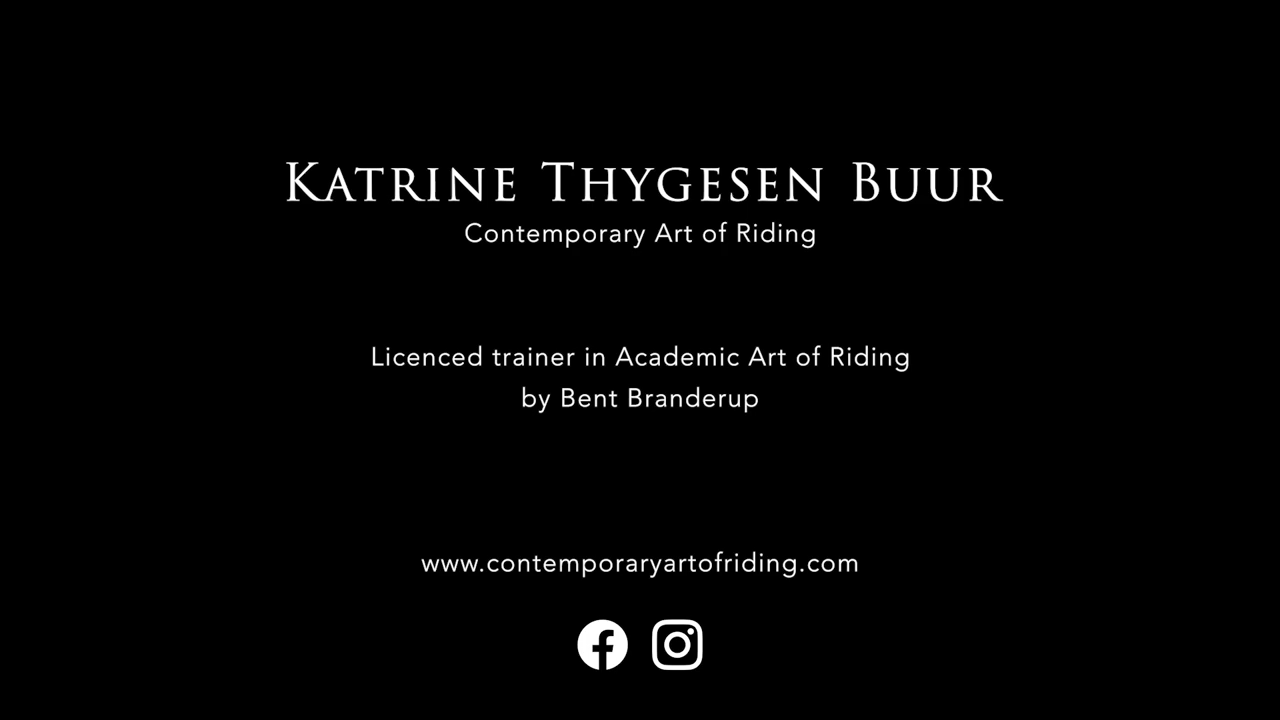 Katrine Thygesen Buur
Contemporary Art of Riding
Licenced trainer in Academic Art of Riding
by Bent Branderup
www.contemporaryartofriding.com